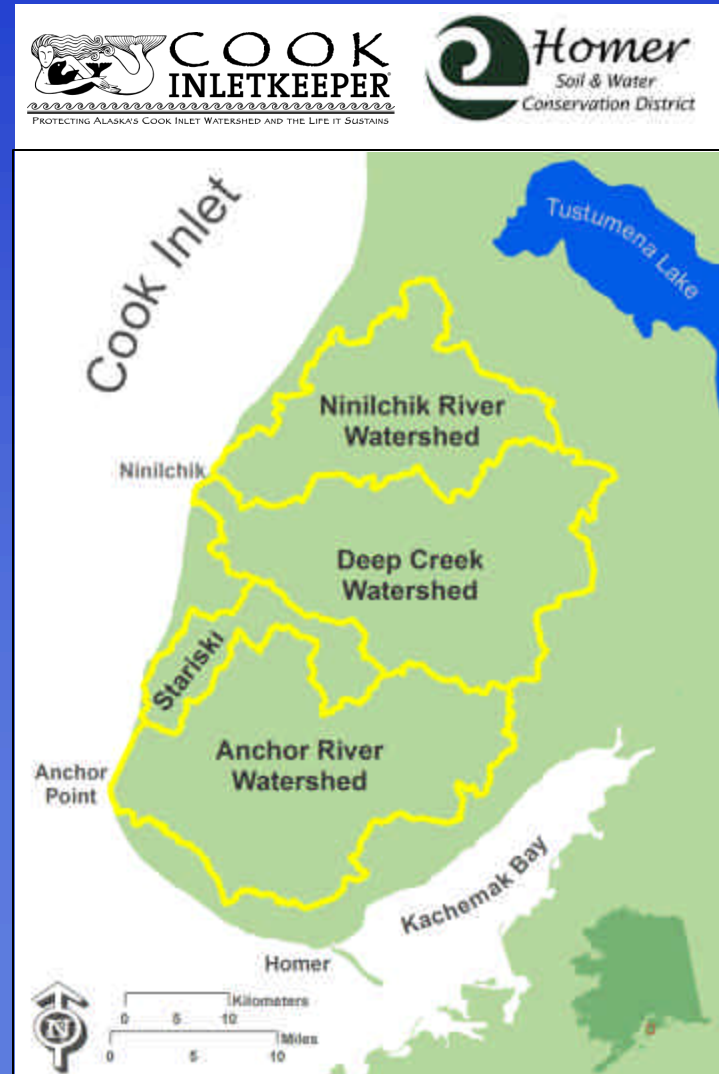 COOK
INLETKEEPER®
PROTECTING ALASKA'S COOK INLET WATERSHED AND THE LIFE IT SUSTAINS
Homer
Soil & Water
Conservation District
Cook Inlet
Tustumena Lake
Ninilchik River
Watershed
Ninilchik
Deep Creek
Watershed
Stariski
Anchor River
Watershed
Anchor
Point
Kachemak Bay
Homer
N
Kilometers
0 5 10
Miles
0 5 10